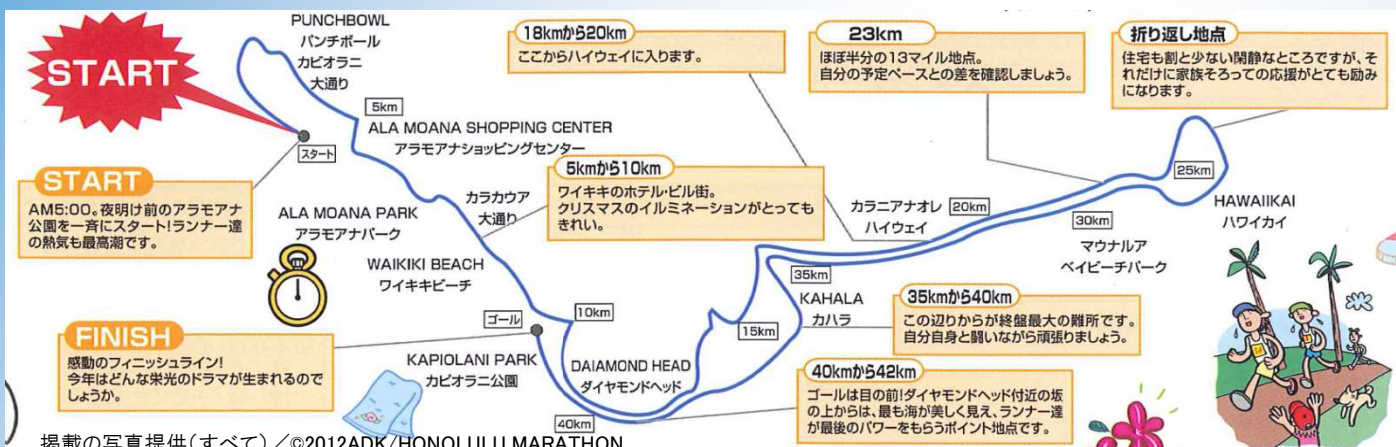 START
PUNCHBOWL
パンチボール
カピオラニ
大通り
5km
ALA MOANA SHOPPING CENTER
アラモアナショッピングセンター
スタート
START
AM5:00。夜明け前のアラモアナ
公園を一斉にスタート!ランナー達
の熱気も最高潮です。
ALA MOANA PARK
アラモアナパーク
カラカウア
大通り
5kmから10km
ワイキキのホテル・ビル街。
クリスマスのイルミネーションがとっても
きれい。
WAIKIKI BEACH
ワイキキビーチ
10km
ゴール
FINISH
感動のフィニッシュライン!
今年はどんな栄光のドラマが生まれるので
しょうか。
KAPIOLANI PARK
カピオラニ公園
DAIAMOND HEAD
ダイヤモンドヘッド
15km
18kmから20km
ここからハイウェイに入ります。
カラニアナオレ
ハイウェイ
20km
23km
ほぼ半分の13マイル地点。
自分の予定ペースとの差を確認しましょう。
折り返し地点
住宅も割と少ない閑静なところですが、そ
れだけに家族そろっての応援がとても励み
になります。
25km
HAWAIIKAI
ハワイカイ
30km
マウナルア
ベイビーチパーク
35km
KAHALA
カハラ
35kmから40km
この辺りからが終盤最大の難所です。
自分自身と闘いながら頑張りましょう。
40km
40kmから42km
ゴールは目の前!ダイヤモンドヘッド付近の坂
の上からは、最も海が美しく見え、ランナー達
が最後のパワーをもらうポイント地点です。
掲載の写真提供(すべて)/©2012ADK/HONOLULU MARATHON